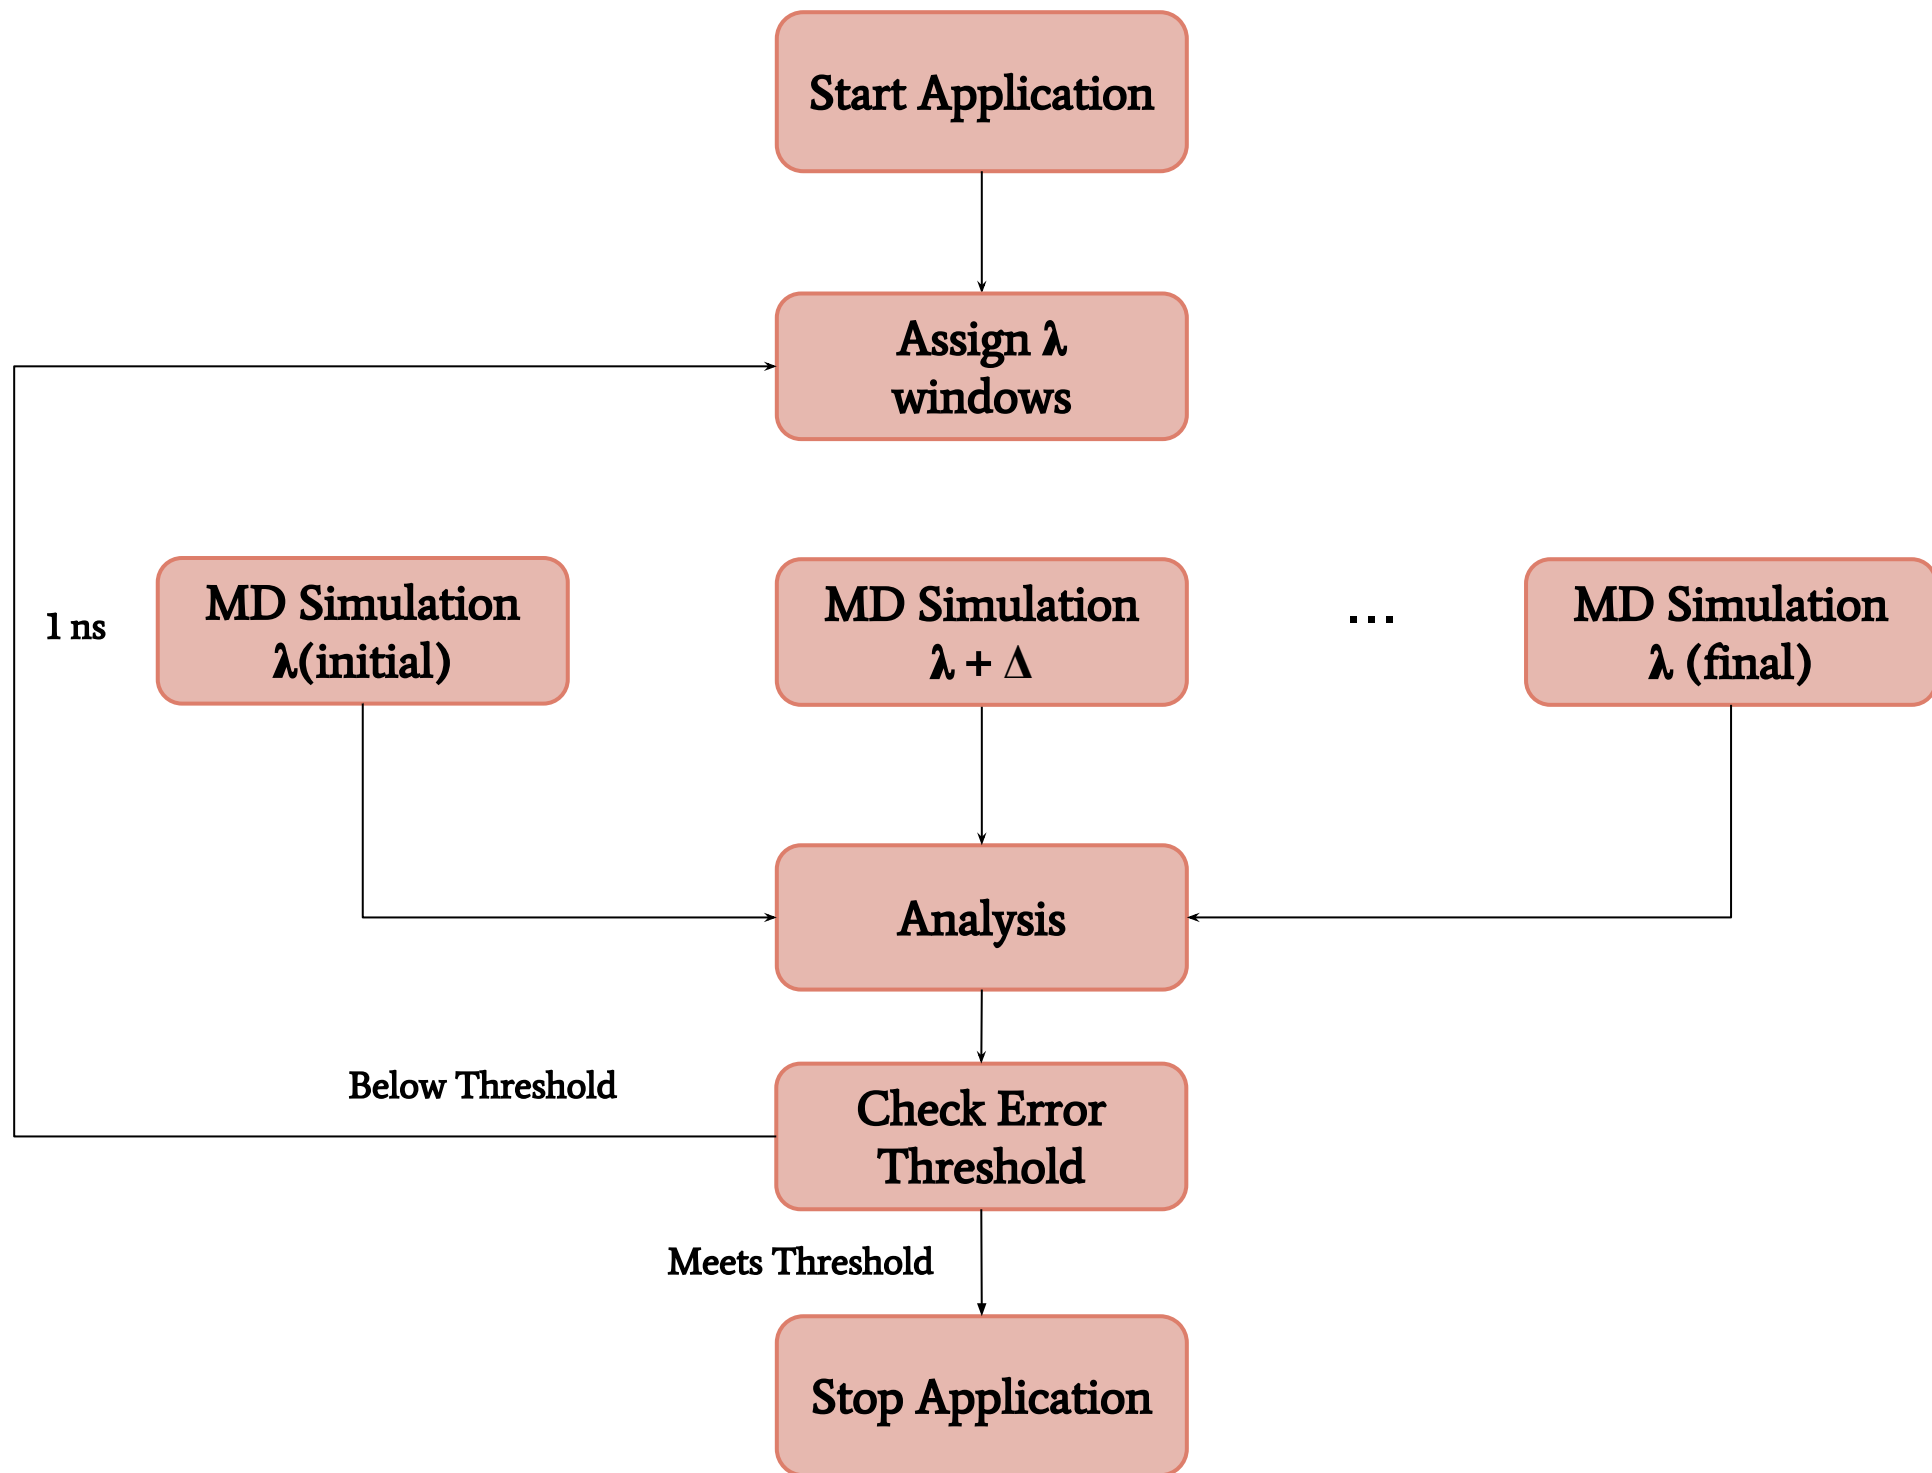 Start Application
Assign λ
windows
1 ns
MD Simulation
λ(initial)
MD Simulation
λ + Δ
...
MD Simulation
λ (final)
Analysis
Below Threshold
Check Error
Threshold
Meets Threshold
Stop Application